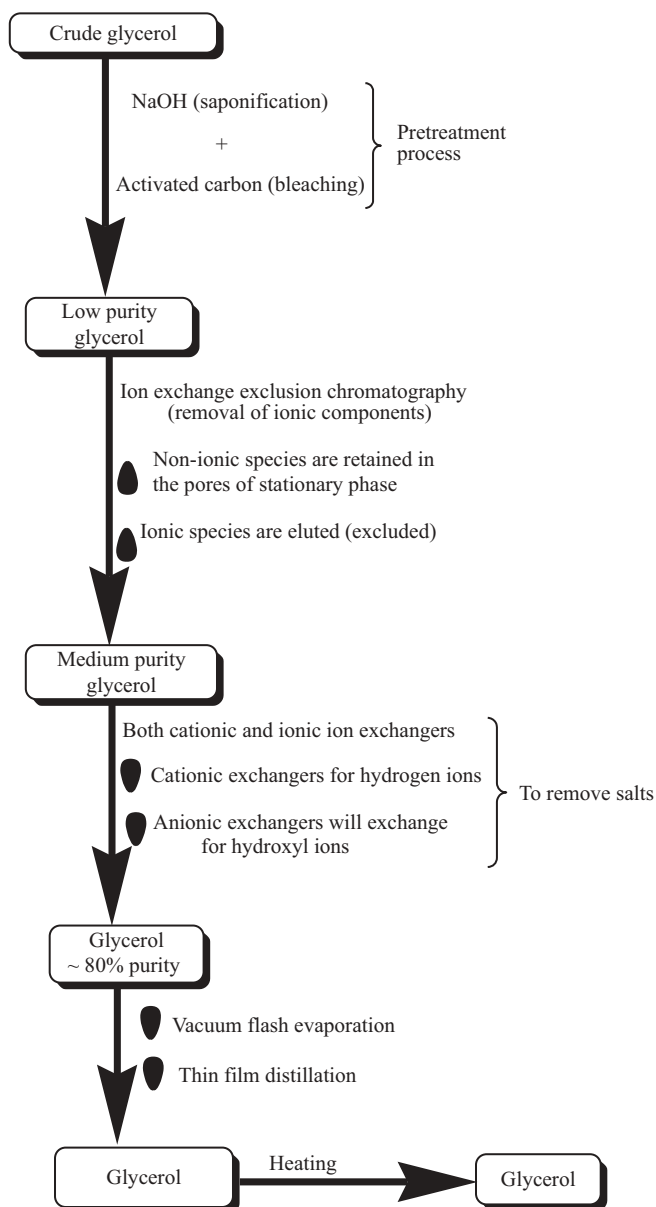 Crude glycerol
NaOH (saponification)
+
Activated carbon (bleaching)
Pretreatment
process
Low purity
glycerol
Ion exchange exclusion chromatography
(removal of ionic components)
Non-ionic species are retained in
the pores of stationary phase
Ionic species are eluted (excluded)
Medium purity
glycerol
Both cationic and ionic ion exchangers
Cationic exchangers for hydrogen ions
Anionic exchangers will exchange
for hydroxyl ions
To remove salts
Glycerol
~ 80% purity
Vacuum flash evaporation
Thin film distillation
Glycerol
Heating
Glycerol